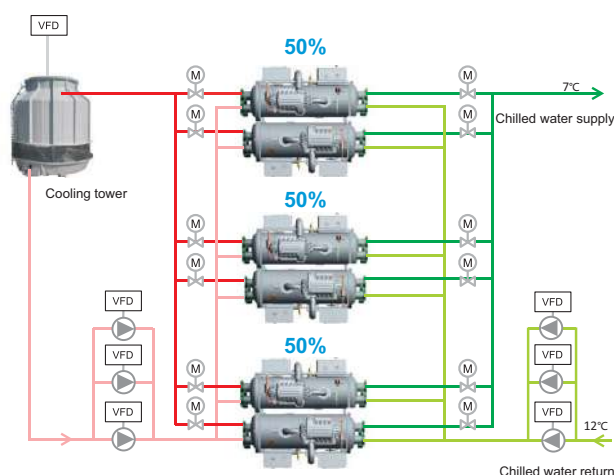 VFD
50%
M
M
7℃
M
M
Chilled water supply
Cooling tower
50%
M
M
M
M
VFD
VFD
50%
VFD
VFD
M
M
VFD
M
M
VFD
12℃
Chilled water return